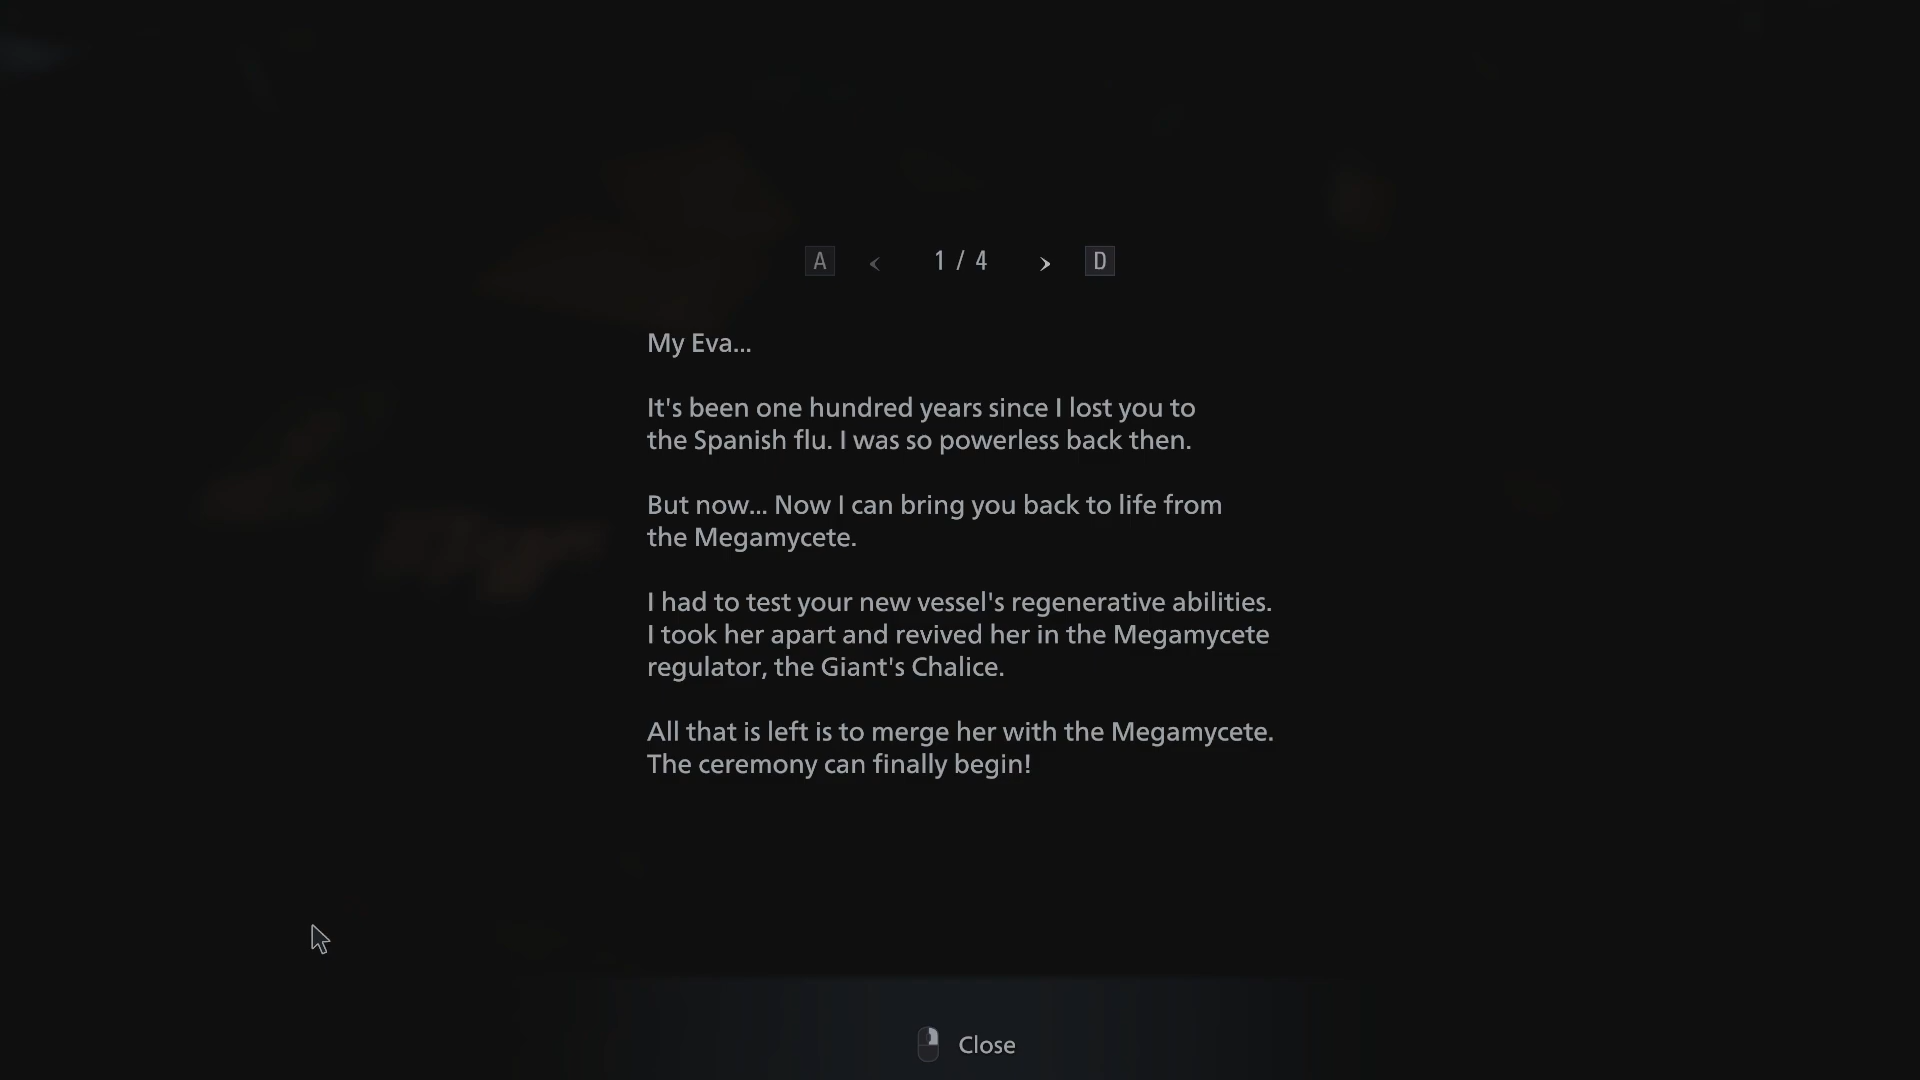 A < 1 / 4 > D
My Eva...
It's been one hundred years since I lost you to
the Spanish flu. I was so powerless back then.
But now... Now I can bring you back to life from
the Megamycete.
I had to test your new vessel's regenerative abilities.
I took her apart and revived her in the Megamycete
regulator, the Giant's Chalice.
All that is left is to merge her with the Megamycete.
The ceremony can finally begin!
Close